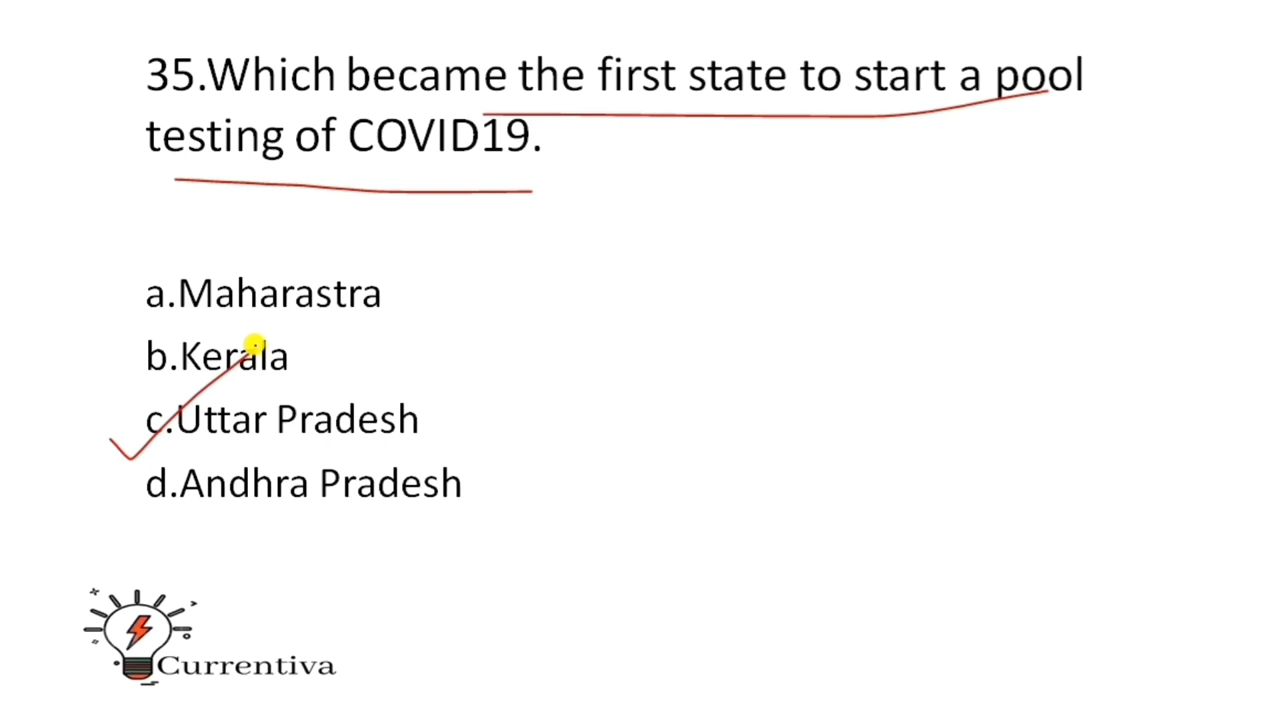 35.Which became the first state to start a pool
testing of COVID19.
a.Maharastra
b.Kerala
c.Uttar Pradesh
d.Andhra Pradesh
Currentiva